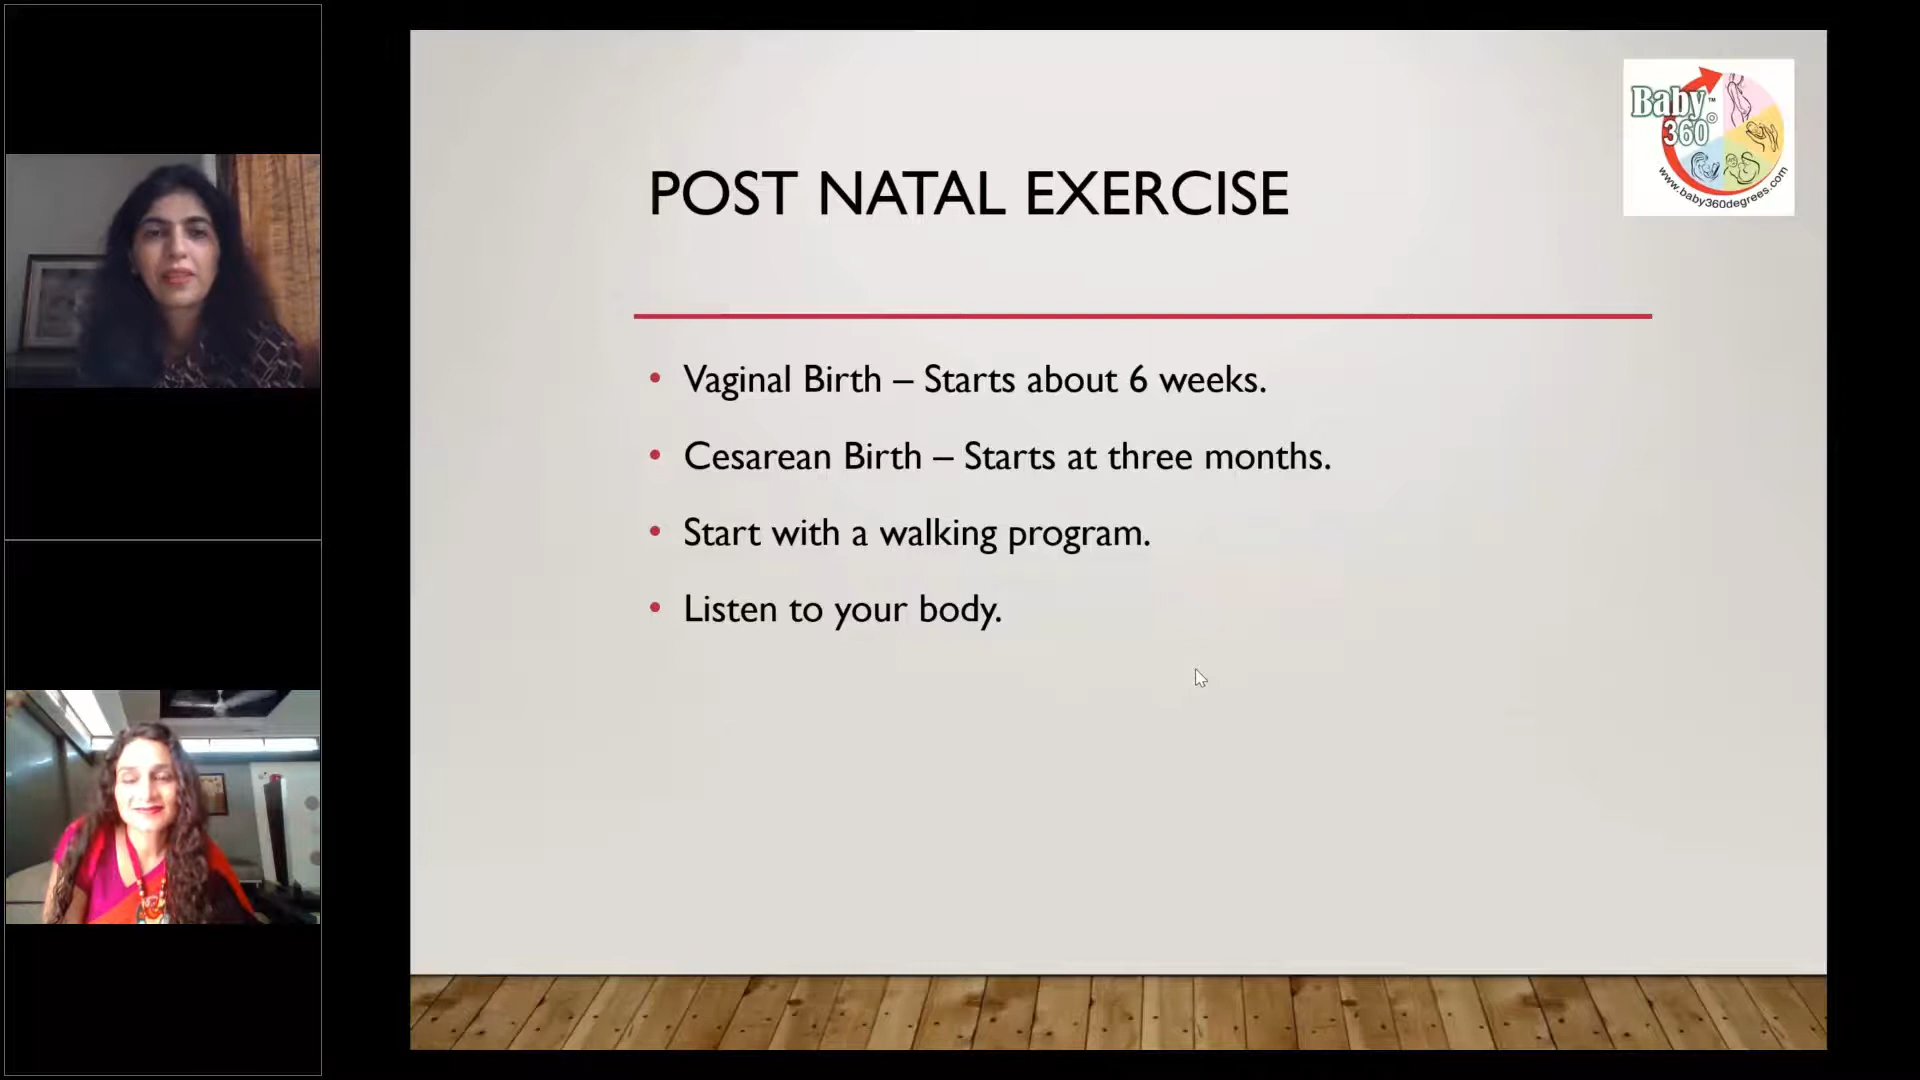 POST NATAL EXERCISE
Baby™
360°
www.baby360degrees.com
• Vaginal Birth – Starts about 6 weeks.
• Cesarean Birth – Starts at three months.
• Start with a walking program.
• Listen to your body.